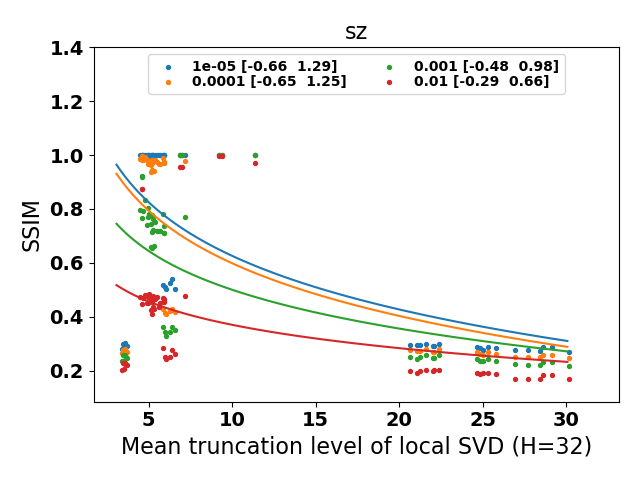 sz
1.4
1.2
1.0
0.8
0.6
0.4
0.2
SSIM
1e-05 [-0.66  1.29]
0.0001 [-0.65  1.25]
0.001 [-0.48  0.98]
0.01 [-0.29  0.66]
5 10 15 20 25 30
Mean truncation level of local SVD (H=32)